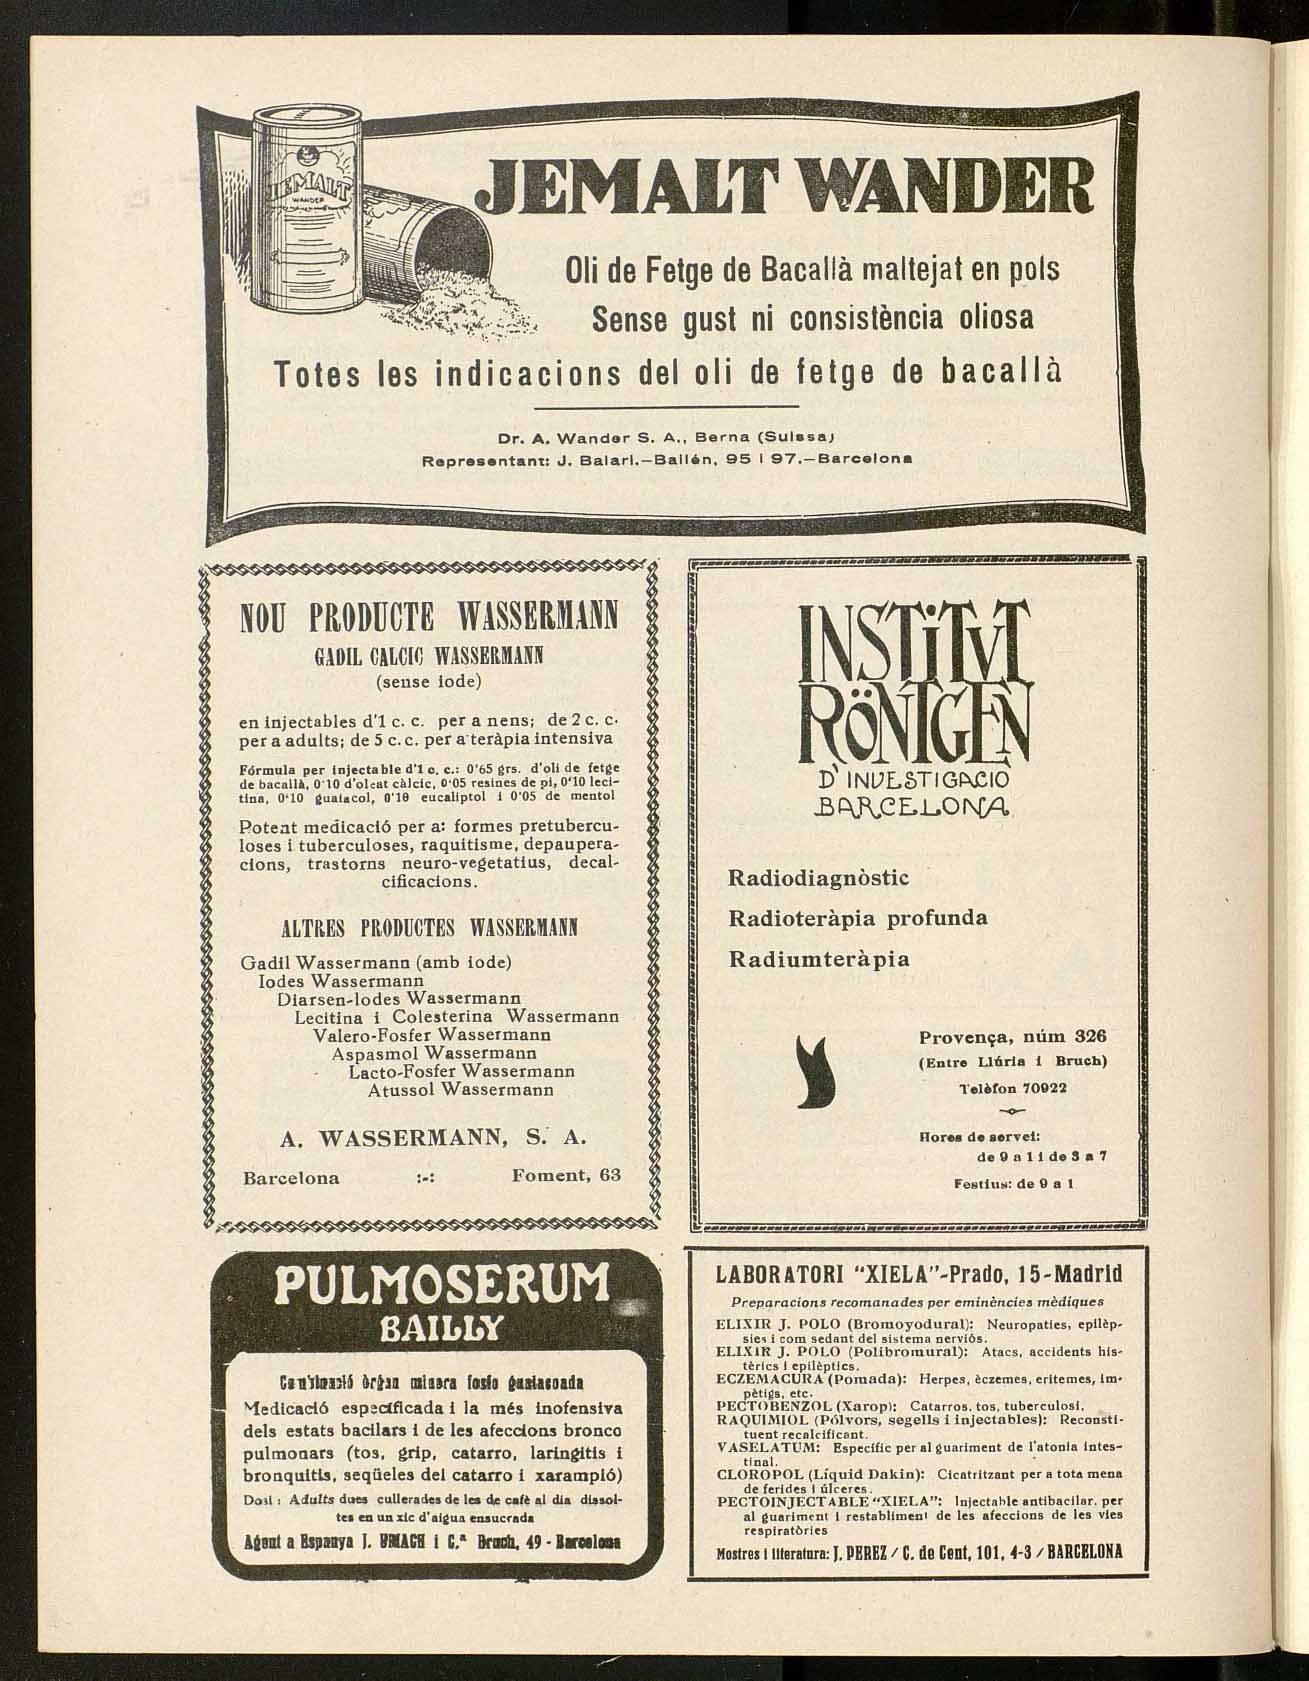 JEMALT
WANDER
JEMALT WANDER
Oli de Fetge de Bacallà maltejat en pols
Sense gust ni consistència oliosa
Totes les indicacions del oli de fetge de bacallà
Dr. A. Wander S. A., Berna (Suïssa)
Representant: J. Balari.—Bailén, 95 i 97.—Barcelona
NOU PRODUCTE WASSERMANN
GADIL CALCIC WASSERMANN
(sense iode)
en injectables d'1 c. c. per a nens; de 2 c. c.
per a adults; de 5 c. c. per a teràpia intensiva
Fórmula per injectable d'1 c. c.: 0'65 grs. d'oli de fetge
de bacallà, 0'10 d'oleat càlcic, 0'05 resines de pi, 0'10 leci-
tina, 0'10 guaiacol, 0'10 eucaliptol i 0'05 de mentol
Potent medicació per a: formes pretubercu-
loses i tuberculoses, raquitisme, depaupera-
cions, trastorns neuro-vegetatius, decal-
cificacions.
ALTRES PRODUCTES WASSERMANN
Gadil Wassermann (amb iode)
Iodes Wassermann
Diarsen-Iodes Wassermann
Lecitina i Colesterina Wassermann
Valero-Fosfer Wassermann
Aspasmol Wassermann
Lacto-Fosfer Wassermann
Atussol Wassermann
A. WASSERMANN, S. A.
Barcelona :-: Foment, 63
INSTITVT
RÖNTGEN
D'INVESTIGACIO
BARCELONA
Radiodiagnòstic
Radioteràpia profunda
Radiumteràpia
Provença, núm 326
(Entre Llúria i Bruch)
Telèfon 70922
Hores de servei:
de 9 a 1 i de 3 a 7
Festius: de 9 a 1
PULMOSERUM
BAILLY
Combinació òrgan minera fosfo guaiacoada
Medicació especificada i la més inofensiva
dels estats bacilars i de les afeccions bronco
pulmonars (tos, grip, catarro, laringitis i
bronquitis, seqüeles del catarro i xarampió)
Dosi: Adults dues cullerades de les de cafè al dia dissol-
tes en un xic d'aigua ensucrada
Agent a Espanya J. URIACH i C.ª Bruch, 49 - Barcelona
LABORATORI "XIELA"-Prado, 15-Madrid
Preparacions recomanades per eminències mèdiques
ELIXIR J. POLO (Bromoyodural): Neuropaties, epilèp-
sies i com sedant del sistema nerviós.
ELIXIR J. POLO (Polibromural): Atacs, accidents his-
tèrics i epilèptics.
ECZEMACURA (Pomada): Herpes, èczemes, eritemes, im-
pètigs, etc.
PECTOBENZOL (Xarop): Catarros, tos, tuberculosi.
RAQUIMIOL (Pólvors, segells i injectables): Reconsti-
tuent recalcificant.
VASELATUM: Específic per al guariment de l'atonia intes-
tinal.
CLOROPOL (Líquid Dakin): Cicatritzant per a tota mena
de ferides i úlceres.
PECTOINJECTABLE "XIELA": Injectable antibacilar. per
al guariment i restabliment de les afeccions de les vies
respiratòries
Mostres i literatura: J. PEREZ / C. de Cent, 101, 4-3 / BARCELONA